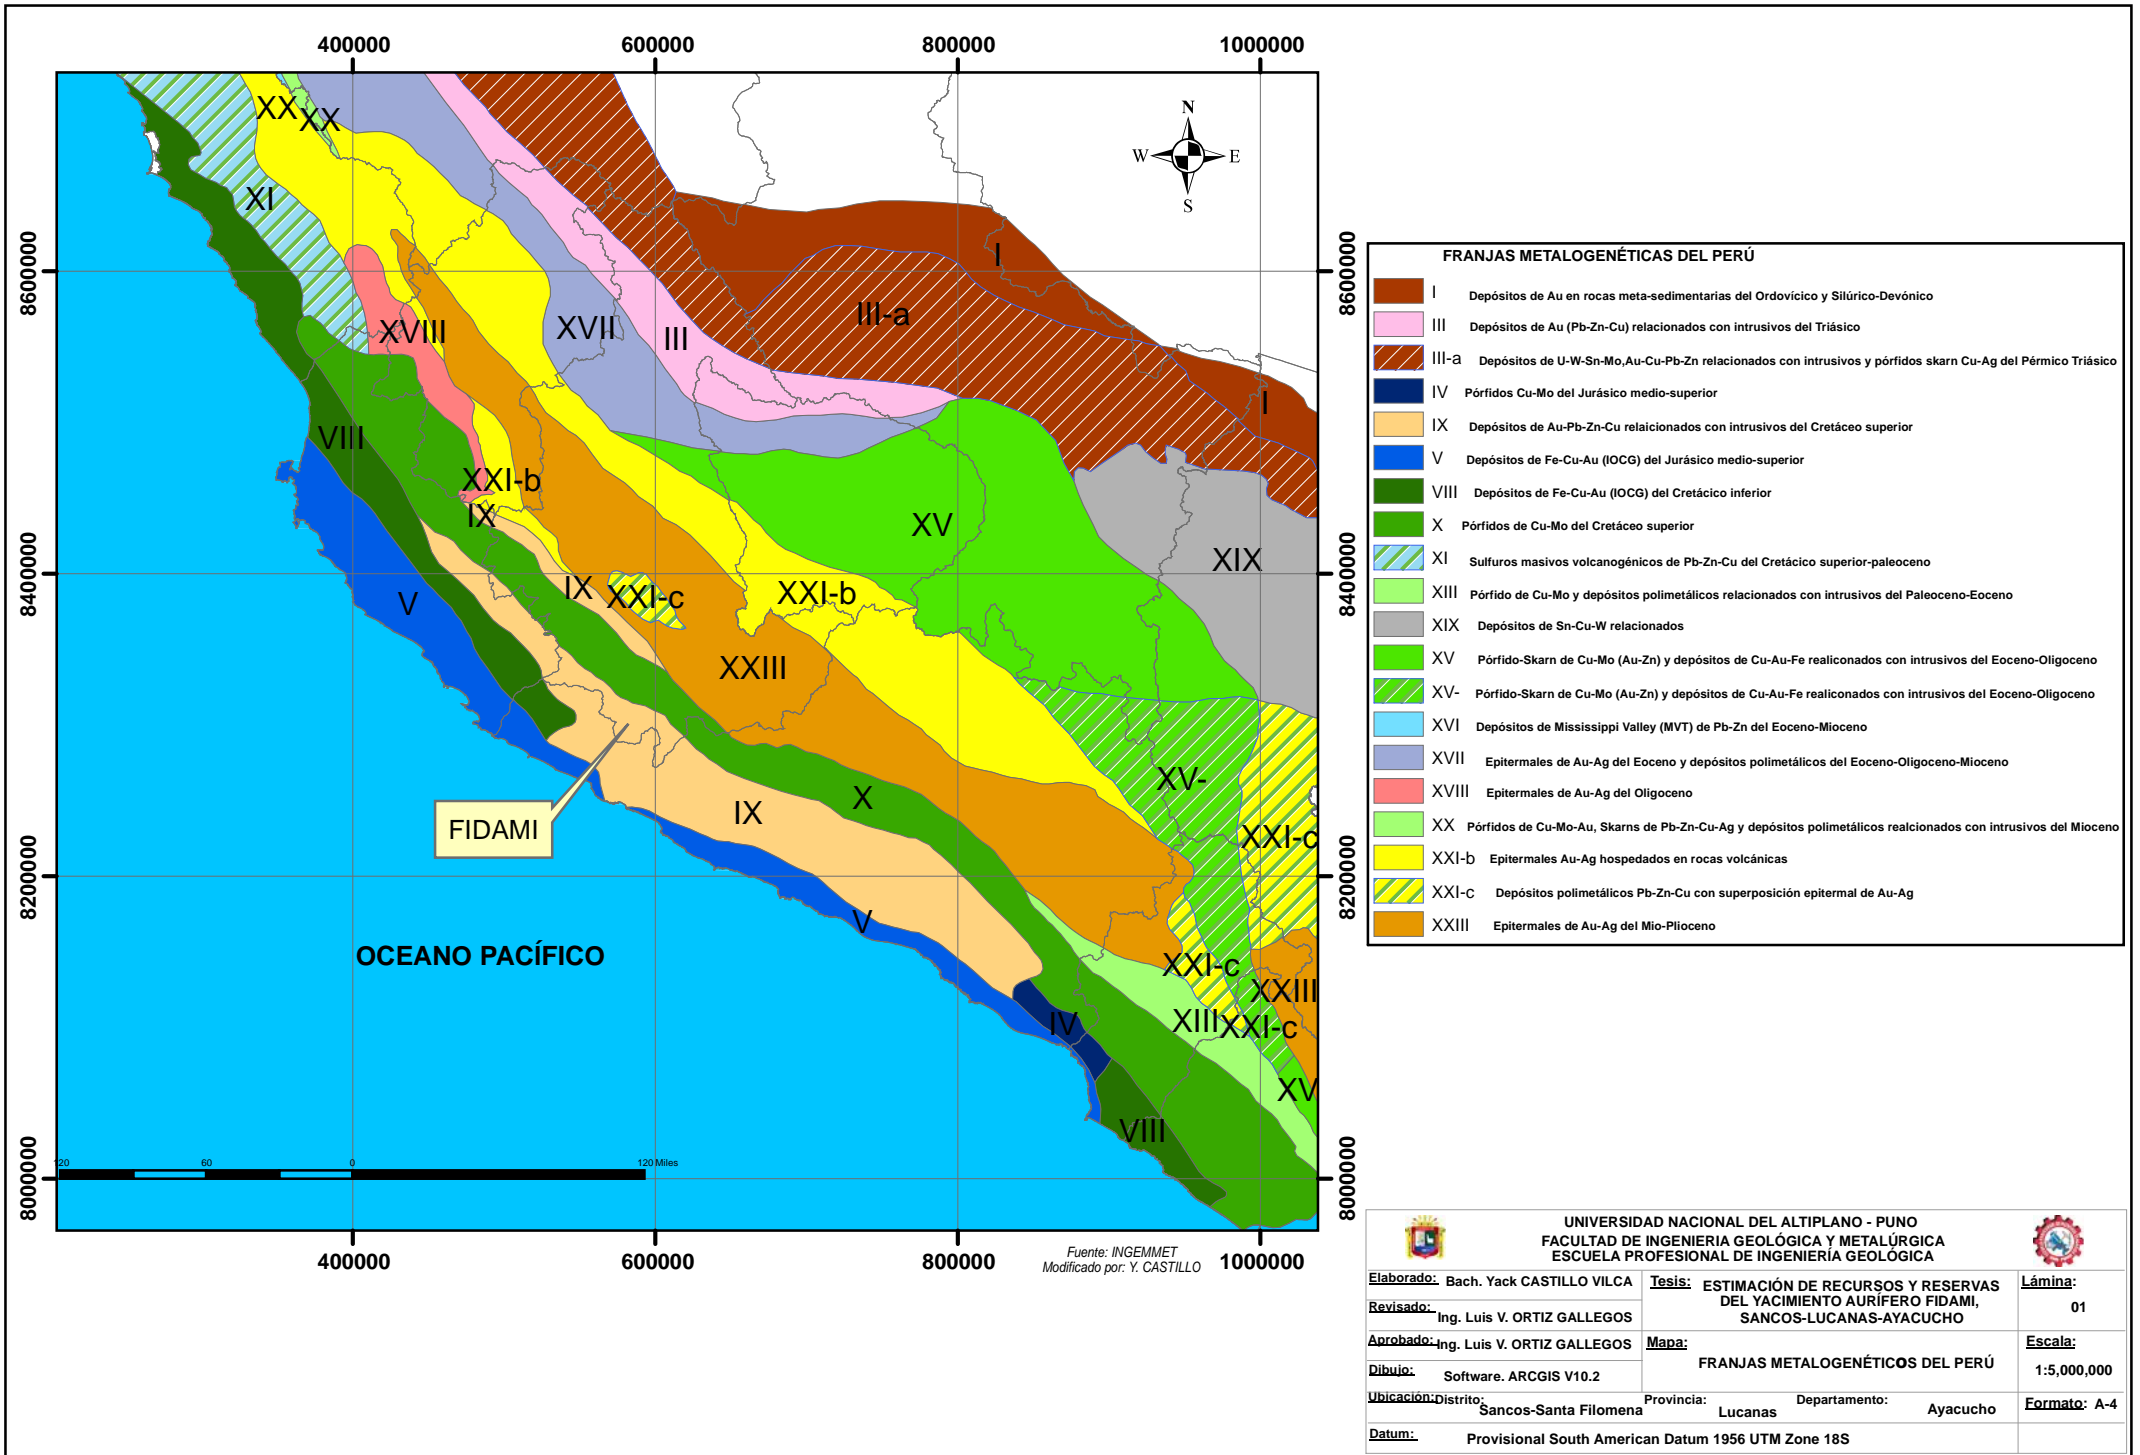 400000
600000
800000
1000000
XX
XX
N
W
E
S
XI
I
8600000
8600000
III-a
XVIII
XVII
III
I
VIII
XXI-b
IX
XV
XIX
8400000
8400000
V
IX
XXI-c
XXI-b
XXIII
XV-
FIDAMI
IX
X
XXI-c
8200000
8200000
V
OCEANO PACÍFICO
XXI-c
XXIII
IV
XIII
XXI-c
XV
VIII
120
60
0
120 Miles
8000000
8000000
400000
600000
800000
1000000
Fuente: INGEMMET
Modificado por: Y. CASTILLO
FRANJAS METALOGENÉTICAS DEL PERÚ
I Depósitos de Au en rocas meta-sedimentarias del Ordovícico y Silúrico-Devónico
III Depósitos de Au (Pb-Zn-Cu) relacionados con intrusivos del Triásico
III-a Depósitos de U-W-Sn-Mo,Au-Cu-Pb-Zn relacionados con intrusivos y pórfidos skarn Cu-Ag del Pérmico Triásico
IV Pórfidos Cu-Mo del Jurásico medio-superior
IX Depósitos de Au-Pb-Zn-Cu relaicionados con intrusivos del Cretáceo superior
V Depósitos de Fe-Cu-Au (IOCG) del Jurásico medio-superior
VIII Depósitos de Fe-Cu-Au (IOCG) del Cretácico inferior
X Pórfidos de Cu-Mo del Cretáceo superior
XI Sulfuros masivos volcanogénicos de Pb-Zn-Cu del Cretácico superior-paleoceno
XIII Pórfido de Cu-Mo y depósitos polimetálicos relacionados con intrusivos del Paleoceno-Eoceno
XIX Depósitos de Sn-Cu-W relacionados
XV Pórfido-Skarn de Cu-Mo (Au-Zn) y depósitos de Cu-Au-Fe realiconados con intrusivos del Eoceno-Oligoceno
XV- Pórfido-Skarn de Cu-Mo (Au-Zn) y depósitos de Cu-Au-Fe realiconados con intrusivos del Eoceno-Oligoceno
XVI Depósitos de Mississippi Valley (MVT) de Pb-Zn del Eoceno-Mioceno
XVII Epitermales de Au-Ag del Eoceno y depósitos polimetálicos del Eoceno-Oligoceno-Mioceno
XVIII Epitermales de Au-Ag del Oligoceno
XX Pórfidos de Cu-Mo-Au, Skarns de Pb-Zn-Cu-Ag y depósitos polimetálicos realcionados con intrusivos del Mioceno
XXI-b Epitermales Au-Ag hospedados en rocas volcánicas
XXI-c Depósitos polimetálicos Pb-Zn-Cu con superposición epitermal de Au-Ag
XXIII Epitermales de Au-Ag del Mio-Plioceno
UNIVERSIDAD NACIONAL DEL ALTIPLANO - PUNO
FACULTAD DE INGENIERIA GEOLÓGICA Y METALÚRGICA
ESCUELA PROFESIONAL DE INGENIERÍA GEOLÓGICA
Elaborado: Bach. Yack CASTILLO VILCA
Revisado: Ing. Luis V. ORTIZ GALLEGOS
Aprobado: Ing. Luis V. ORTIZ GALLEGOS
Dibujo: Software. ARCGIS V10.2
Tesis: ESTIMACIÓN DE RECURSOS Y RESERVAS
DEL YACIMIENTO AURÍFERO FIDAMI,
SANCOS-LUCANAS-AYACUCHO
Mapa:
FRANJAS METALOGENÉTICOS DEL PERÚ
Lámina:
01
Escala:
1:5,000,000
Ubicación: Distrito: Sancos-Santa Filomena Provincia: Lucanas Departamento: Ayacucho
Formato: A-4
Datum: Provisional South American Datum 1956 UTM Zone 18S